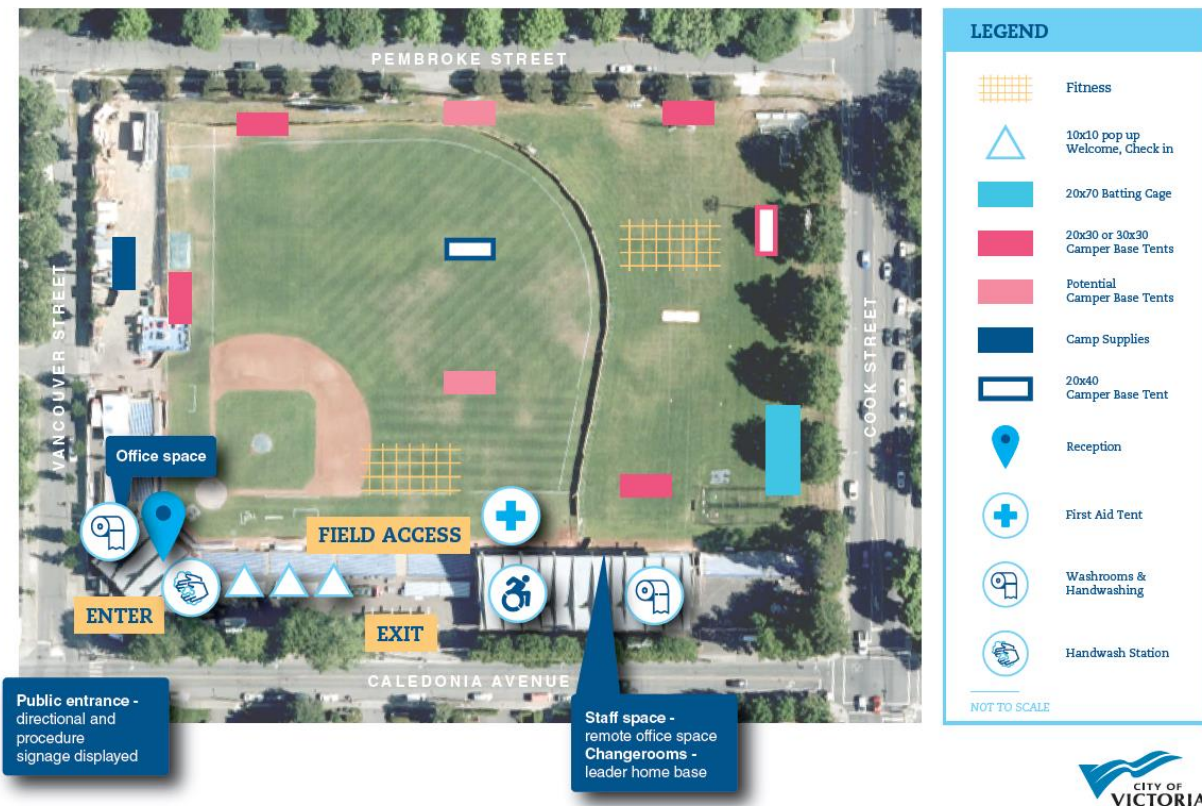 PEMBROKE STREET
VANCOUVER STREET
COOK STREET
Office space
FIELD ACCESS
ENTER
EXIT
CALEDONIA AVENUE
Public entrance -
directional and
procedure
signage displayed
Staff space -
remote office space
Changerooms -
leader home base
LEGEND
Fitness
10x10 pop up
Welcome, Check in
20x70 Batting Cage
20x30 or 30x30
Camper Base Tents
Potential
Camper Base Tents
Camp Supplies
20x40
Camper Base Tent
Reception
First Aid Tent
Washrooms &
Handwashing
Handwash Station
NOT TO SCALE
CITY OF
VICTORIA